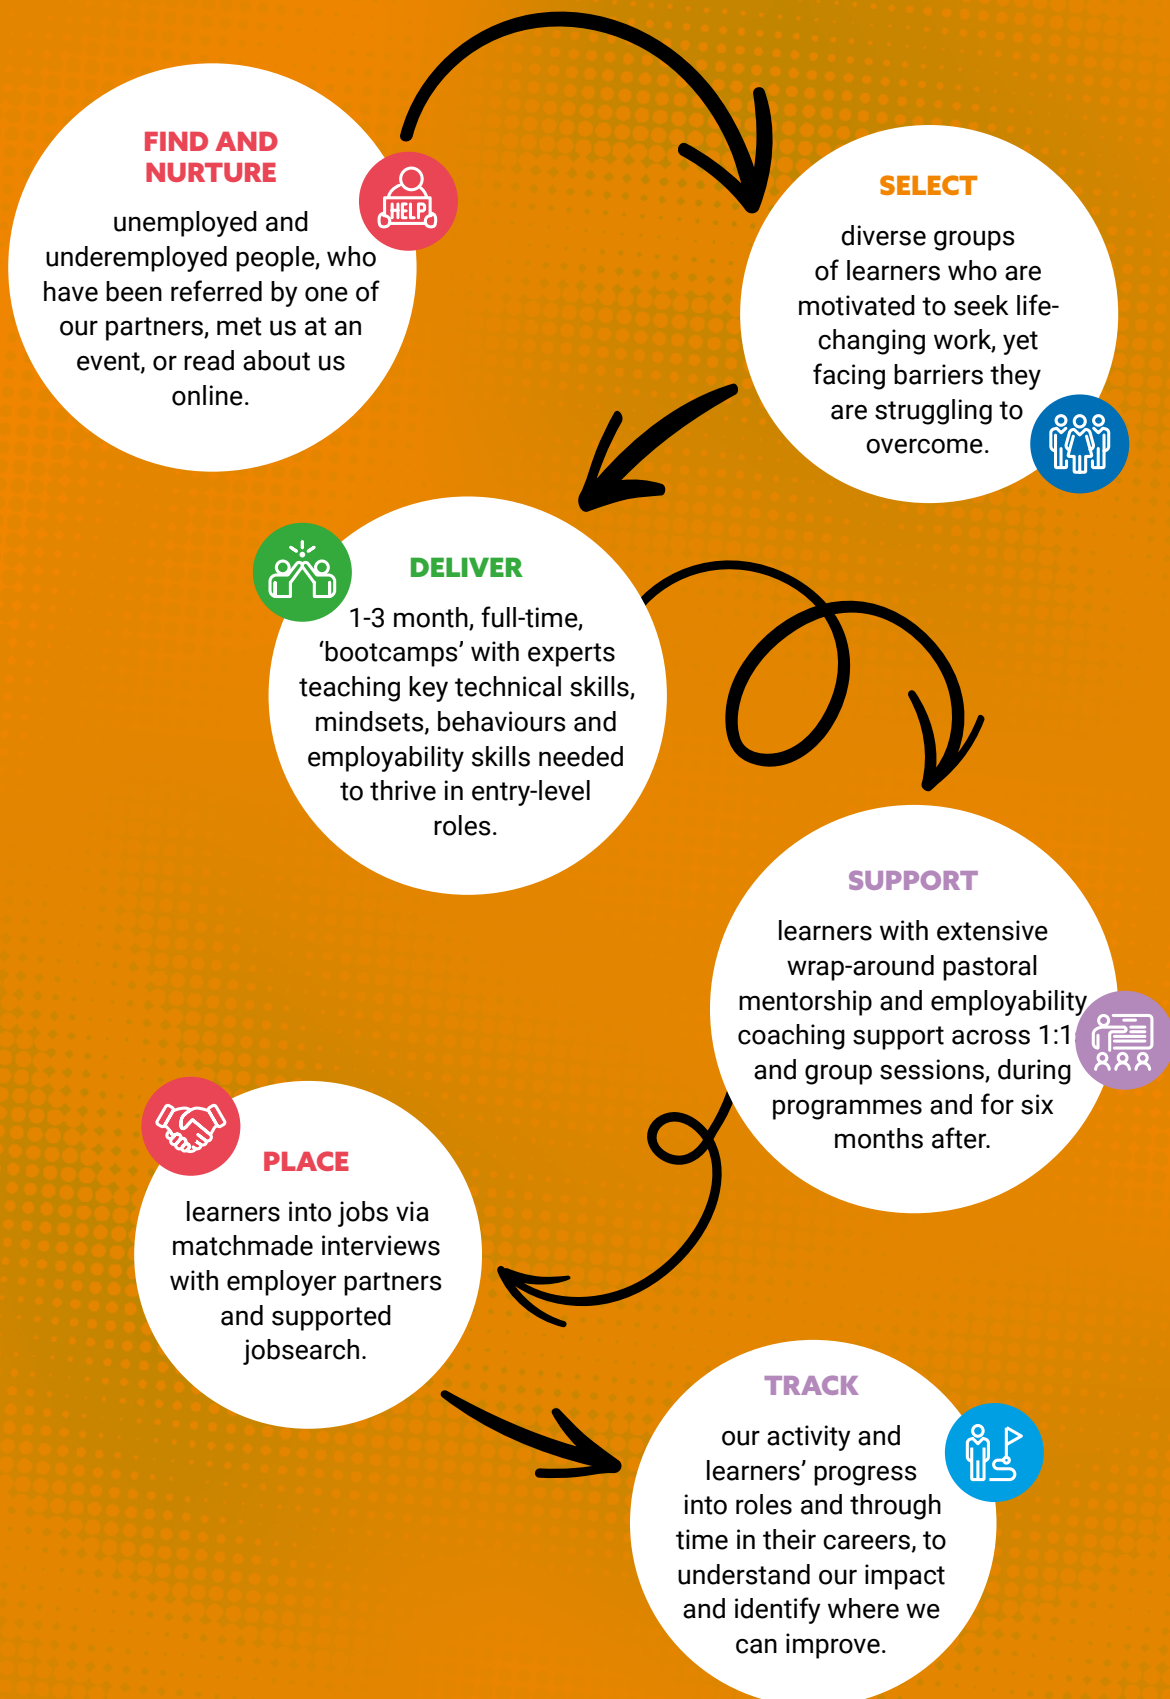 FIND AND
NURTURE
HELP
unemployed and
underemployed people, who
have been referred by one of
our partners, met us at an
event, or read about us
online.
SELECT
diverse groups
of learners who are
motivated to seek life-
changing work, yet
facing barriers they
are struggling to
overcome.
DELIVER
1-3 month, full-time,
‘bootcamps’ with experts
teaching key technical skills,
mindsets, behaviours and
employability skills needed
to thrive in entry-level
roles.
SUPPORT
learners with extensive
wrap-around pastoral
mentorship and employability
coaching support across 1:1
and group sessions, during
programmes and for six
months after.
PLACE
learners into jobs via
matchmade interviews
with employer partners
and supported
jobsearch.
TRACK
our activity and
learners’ progress
into roles and through
time in their careers, to
understand our impact
and identify where we
can improve.